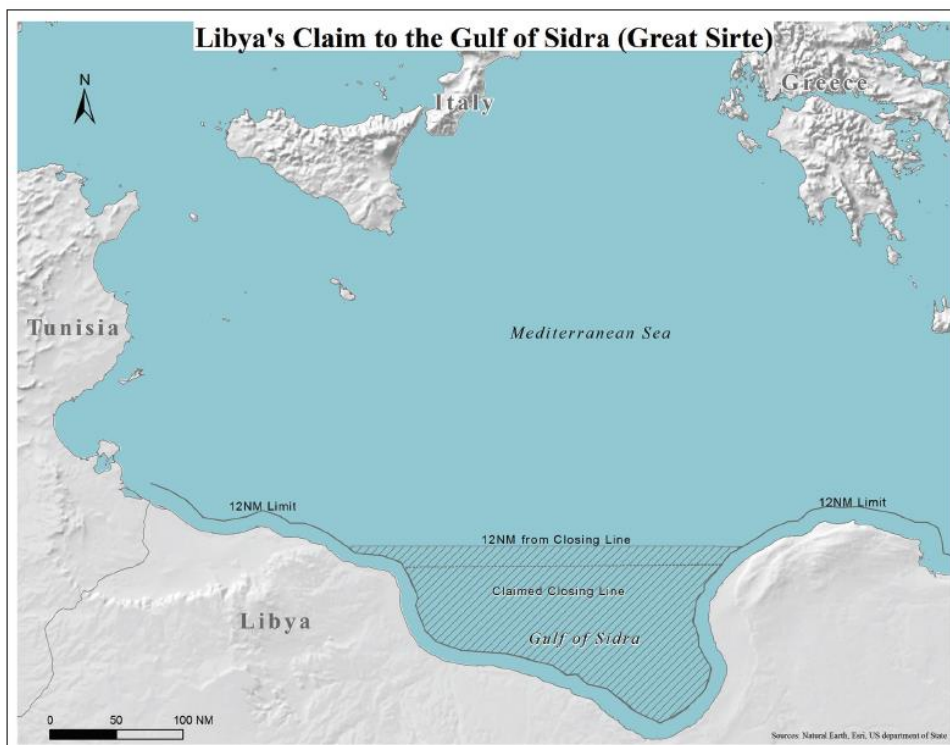 Libya's Claim to the Gulf of Sidra (Great Sirte)
N
Italy
Greece
Tunisia
Mediterranean Sea
12NM Limit
12NM Limit
12NM from Closing Line
Claimed Closing Line
Libya
Gulf of Sidra
0 50 100 NM
Sources: Natural Earth, Esri, US department of State